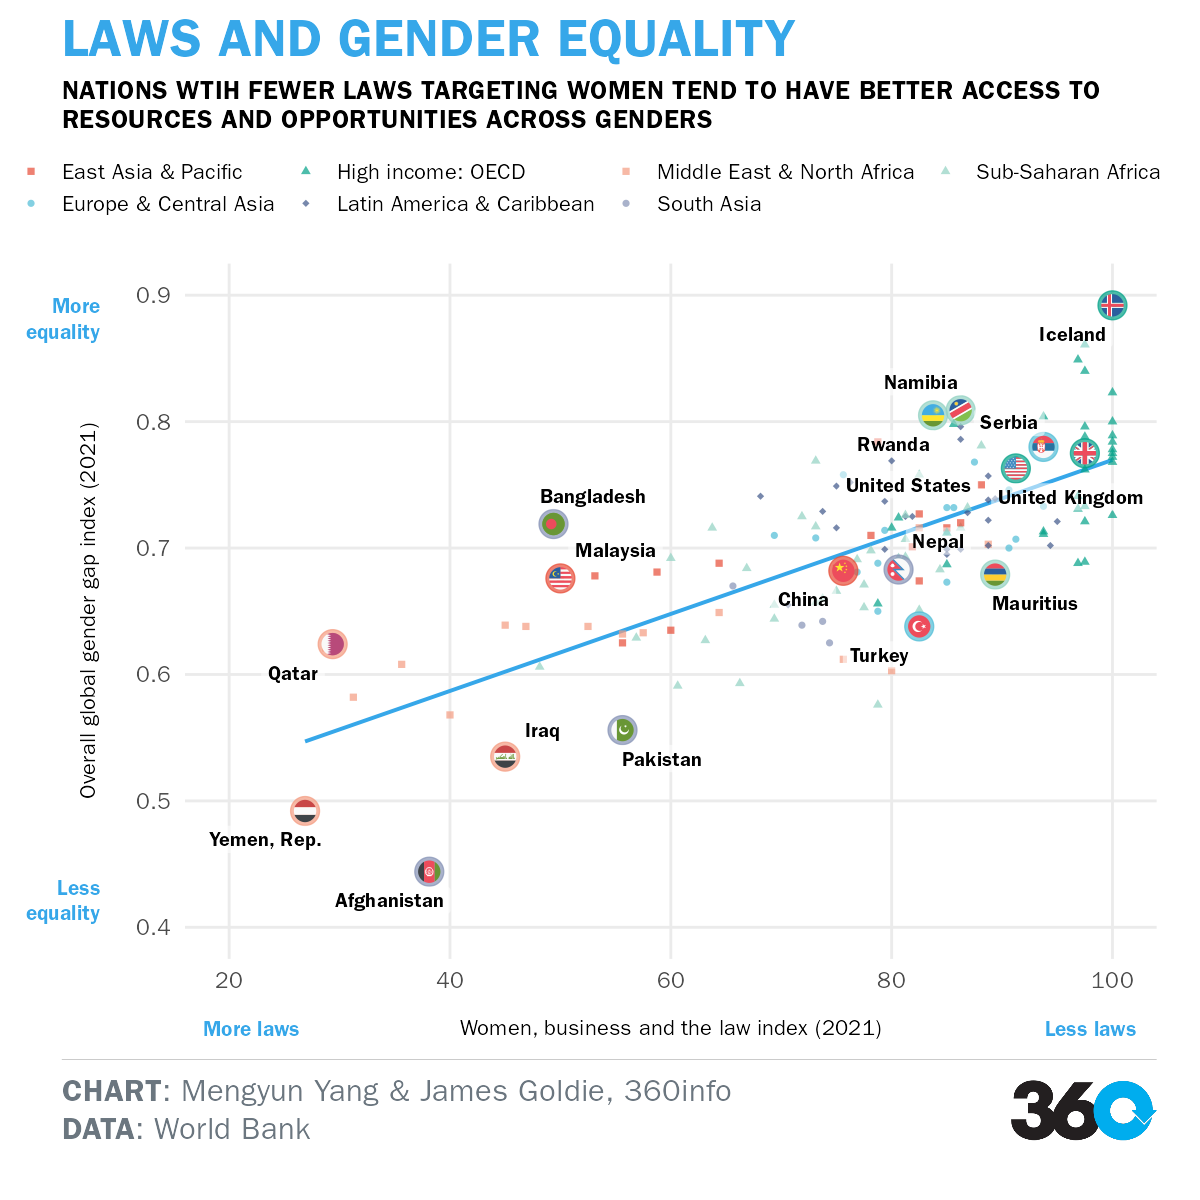 LAWS AND GENDER EQUALITY
NATIONS WTIH FEWER LAWS TARGETING WOMEN TEND TO HAVE BETTER ACCESS TO
RESOURCES AND OPPORTUNITIES ACROSS GENDERS
East Asia & Pacific
High income: OECD
Middle East & North Africa
Sub-Saharan Africa
Europe & Central Asia
Latin America & Caribbean
South Asia
More
equality
0.9
0.8
0.7
0.6
0.5
0.4
Less
equality
Overall global gender gap index (2021)
Iceland
Namibia
Serbia
Rwanda
United States
United Kingdom
Bangladesh
Malaysia
Nepal
China
Mauritius
Turkey
Qatar
Iraq
Pakistan
Yemen, Rep.
Afghanistan
20
40
60
80
100
More laws
Women, business and the law index (2021)
Less laws
CHART: Mengyun Yang & James Goldie, 360info
DATA: World Bank
360